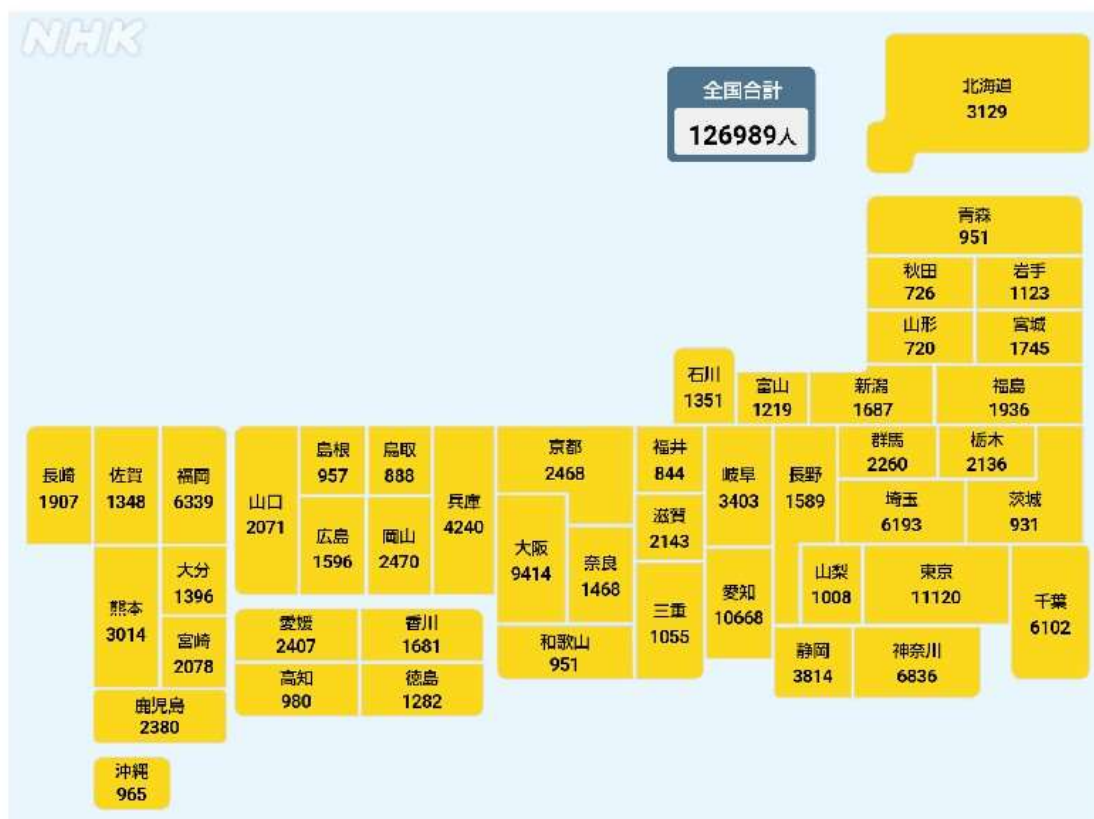 NHK
全国合計
126989人
北海道
3129
青森
951
秋田
726
岩手
1123
山形
720
宮城
1745
石川
1351
富山
1219
新潟
1687
福島
1936
長崎
1907
佐賀
1348
福岡
6339
山口
2071
島根
957
鳥取
888
兵庫
4240
京都
2468
福井
844
岐阜
3403
長野
1589
群馬
2260
栃木
2136
広島
1596
岡山
2470
大阪
9414
奈良
1468
滋賀
2143
埼玉
6193
茨城
931
熊本
3014
大分
1396
宮崎
2078
三重
1055
愛知
10668
山梨
1008
東京
11120
千葉
6102
愛媛
2407
香川
1681
和歌山
951
静岡
3814
神奈川
6836
高知
980
徳島
1282
鹿児島
2380
沖縄
965